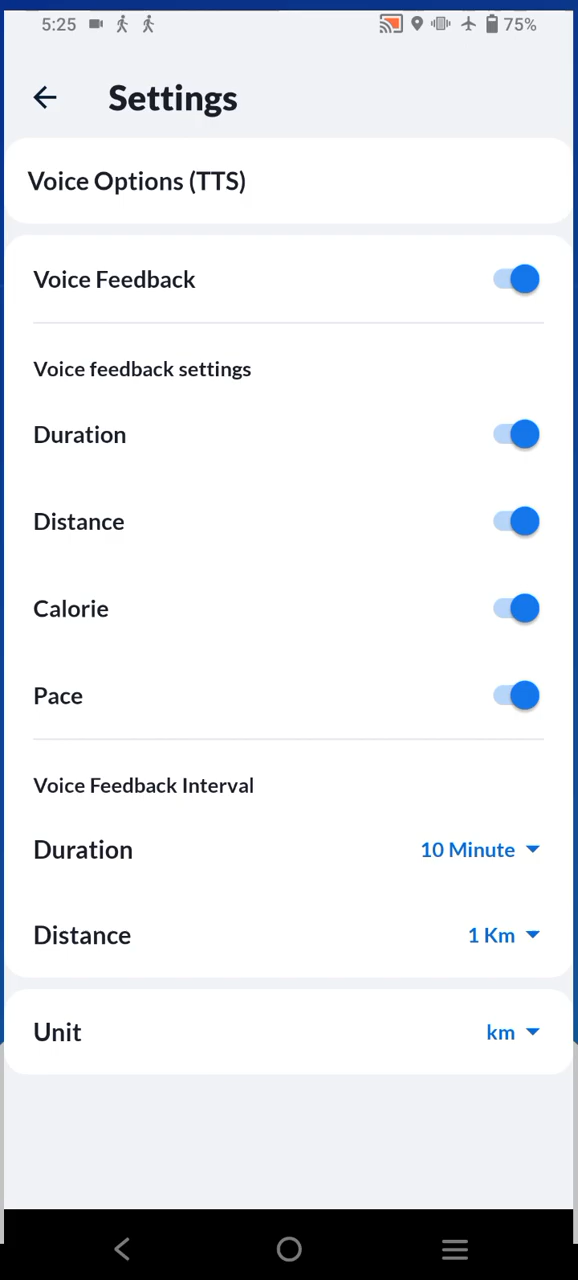 5:25 75%
Settings
Voice Options (TTS)
Voice Feedback
Voice feedback settings
Duration
Distance
Calorie
Pace
Voice Feedback Interval
Duration 10 Minute
Distance 1 Km
Unit km